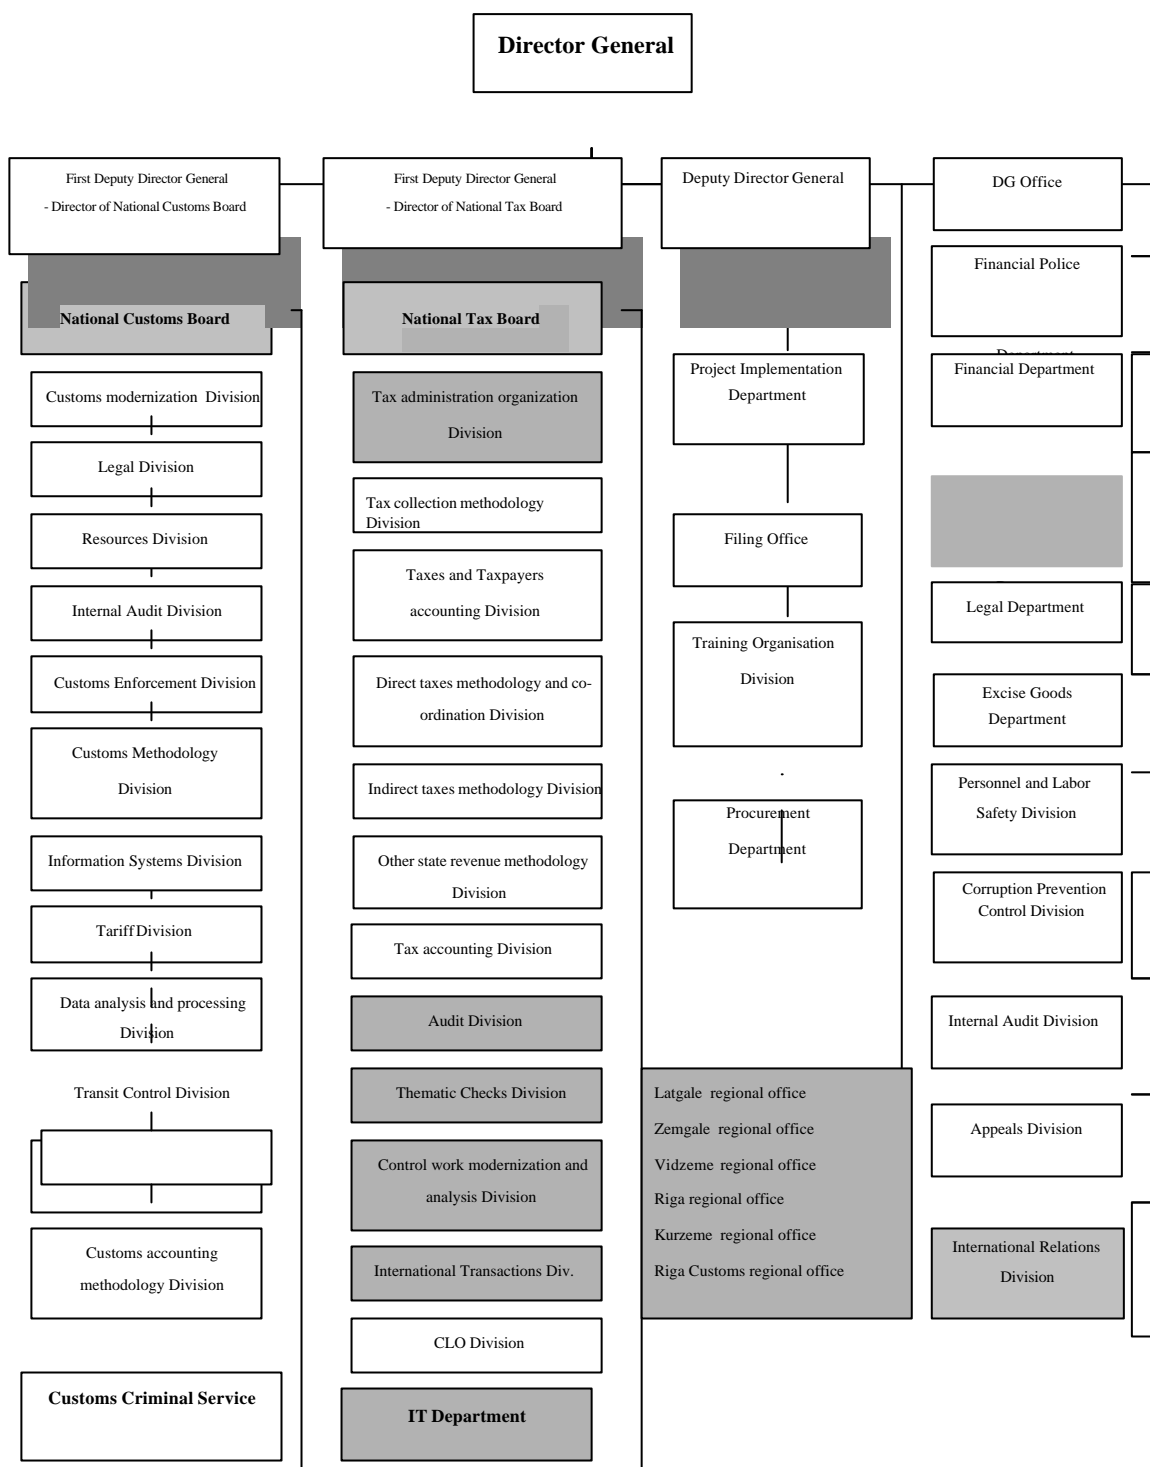 Director General
First Deputy Director General
- Director of National Customs Board
First Deputy Director General
- Director of National Tax Board
Deputy Director General
DG Office
National Customs Board
Customs modernization Division
Legal Division
Resources Division
Internal Audit Division
Customs Enforcement Division
Customs Methodology
Division
Information Systems Division
Tariff Division
Data analysis and processing
Division
Transit Control Division
Customs accounting
methodology Division
Customs Criminal Service
National Tax Board
Tax administration organization
Division
Tax collection methodology
Division
Taxes and Taxpayers
accounting Division
Direct taxes methodology and co-
ordination Division
Indirect taxes methodology Division
Other state revenue methodology
Division
Tax accounting Division
Audit Division
Thematic Checks Division
Control work modernization and
analysis Division
International Transactions Div.
CLO Division
IT Department
Project Implementation
Department
Filing Office
Training Organisation
Division
Procurement
Department
Latgale regional office
Zemgale regional office
Vidzeme regional office
Riga regional office
Kurzeme regional office
Riga Customs regional office
Financial Police
Financial Department
Legal Department
Excise Goods
Department
Personnel and Labor
Safety Division
Corruption Prevention
Control Division
Internal Audit Division
Appeals Division
International Relations
Division